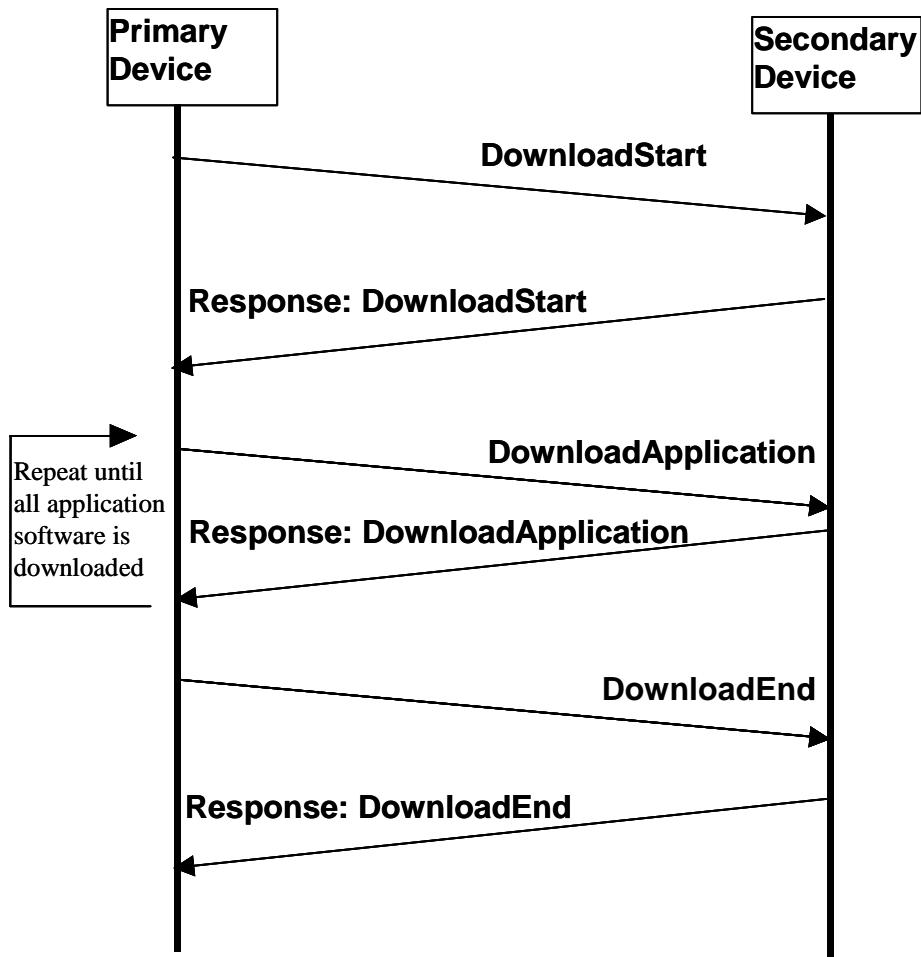 Primary
Device
Secondary
Device
DownloadStart
Response: DownloadStart
DownloadApplication
Repeat until
all application
software is
downloaded
Response: DownloadApplication
DownloadEnd
Response: DownloadEnd